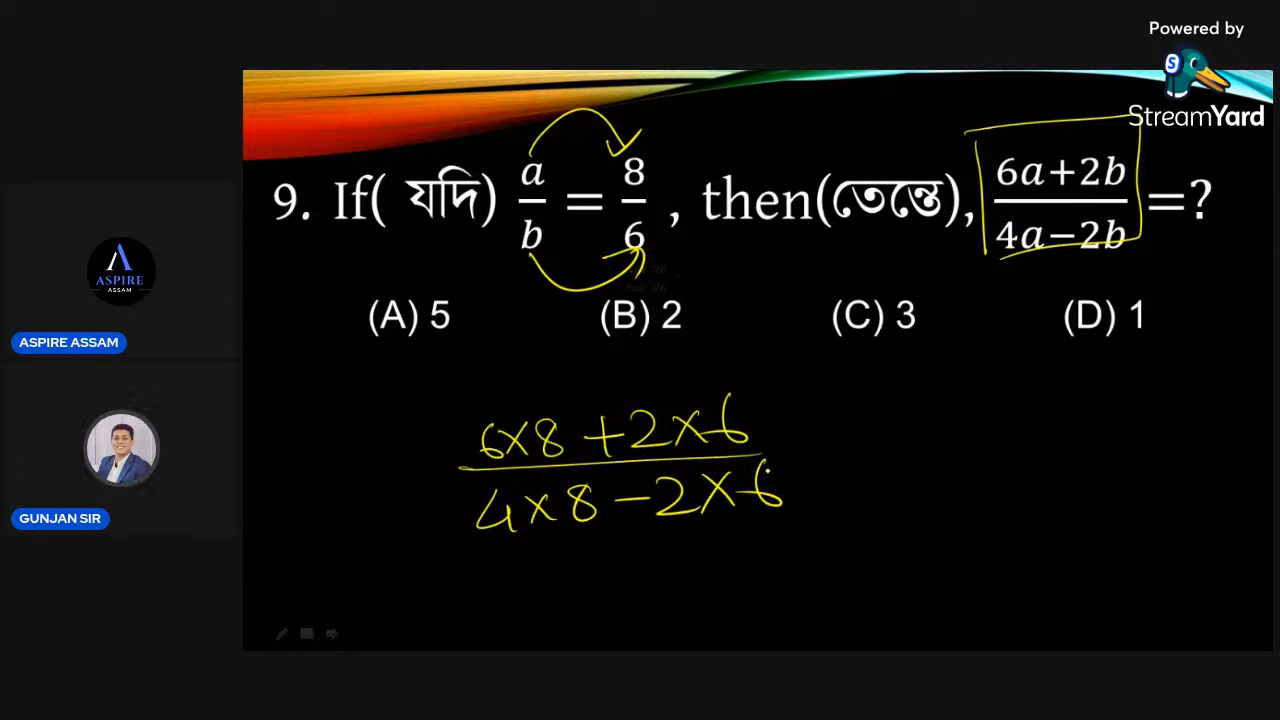 Powered by
StreamYard
9. If( যদি) a/b = 8/6 , then(তেন্তে), 6a+2b/4a−2b =?
(A) 5 (B) 2 (C) 3 (D) 1
6×8 + 2×6
4×8 − 2×6
A
ASPIRE
ASSAM
ASPIRE ASSAM
GUNJAN SIR